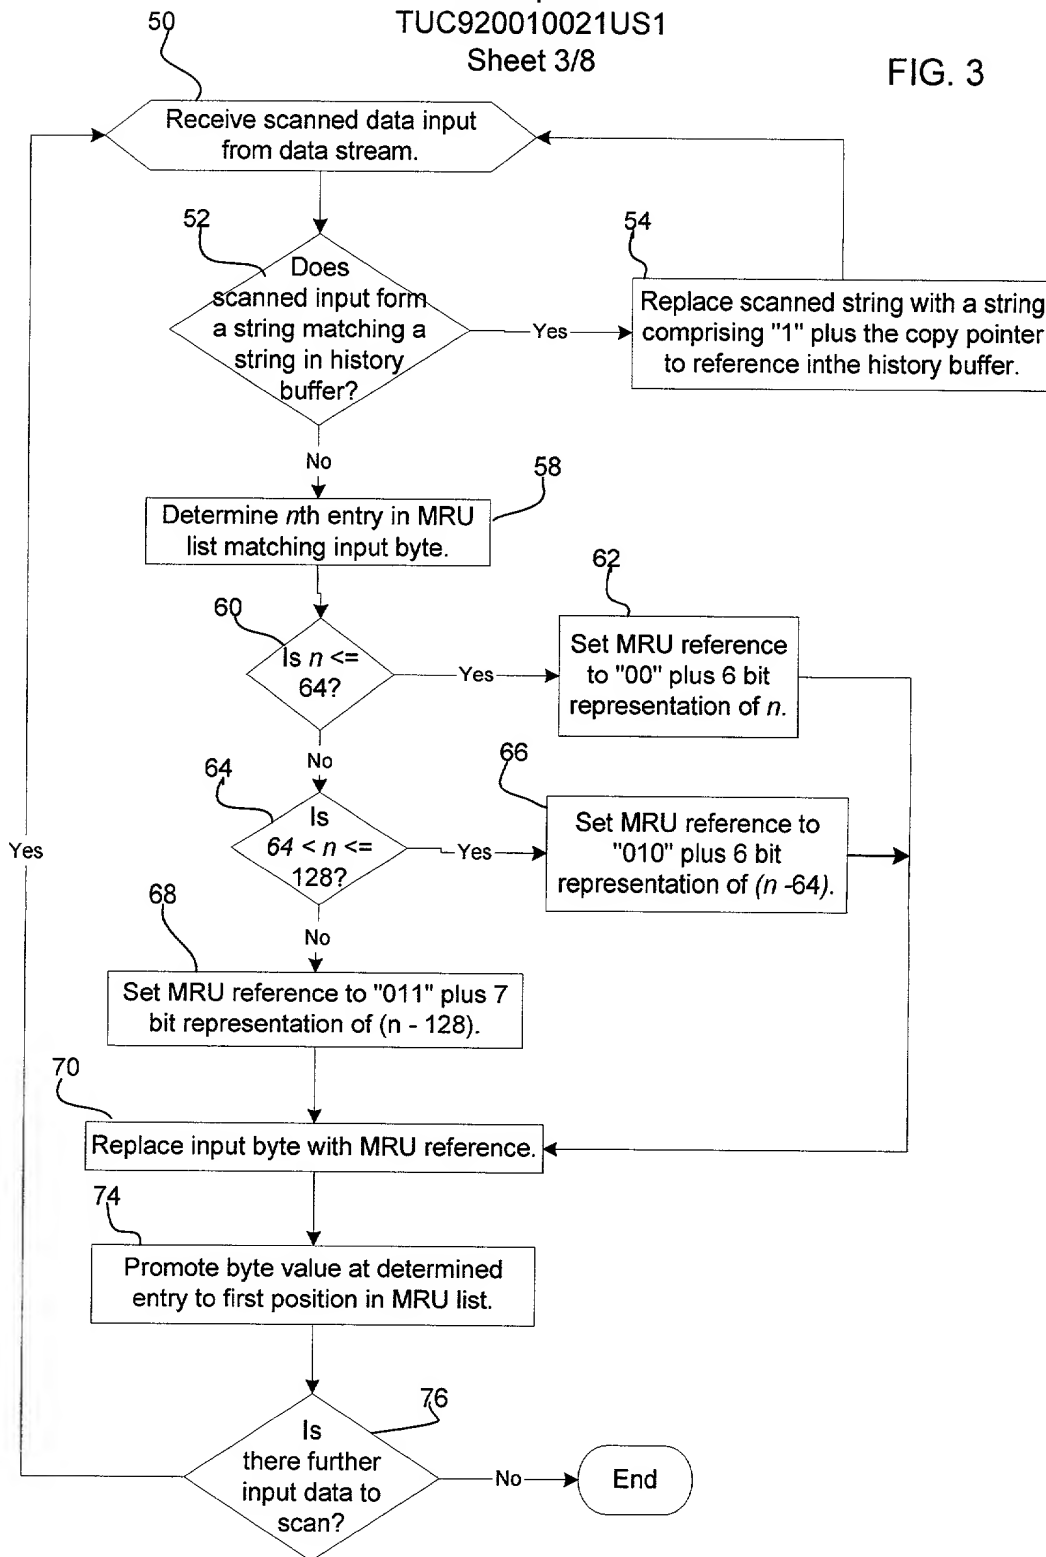 TUC920010021US1
Sheet 3/8
FIG. 3
50
Receive scanned data input
from data stream.
52
Does
scanned input form
a string matching a
string in history
buffer?
Yes
54
Replace scanned string with a string
comprising "1" plus the copy pointer
to reference inthe history buffer.
No
58
Determine nth entry in MRU
list matching input byte.
60
Is n <=
64?
Yes
62
Set MRU reference
to "00" plus 6 bit
representation of n.
No
64
Is
64 < n <=
128?
Yes
66
Set MRU reference to
"010" plus 6 bit
representation of (n -64).
Yes
No
68
Set MRU reference to "011" plus 7
bit representation of (n - 128).
70
Replace input byte with MRU reference.
74
Promote byte value at determined
entry to first position in MRU list.
76
Is
there further
input data to
scan?
No
End